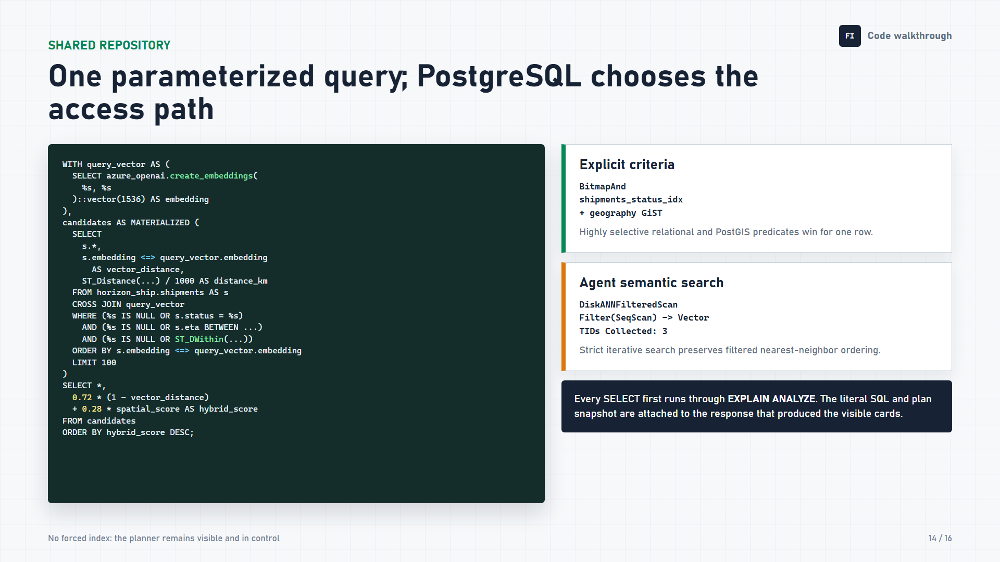 SHARED REPOSITORY
FI Code walkthrough
One parameterized query; PostgreSQL chooses the
access path
WITH query_vector AS (
  SELECT azure_openai.create_embeddings(
    %s, %s
  )::vector(1536) AS embedding
),
candidates AS MATERIALIZED (
  SELECT
    s.*,
    s.embedding <=> query_vector.embedding
      AS vector_distance,
    ST_Distance(...) / 1000 AS distance_km
  FROM horizon_ship.shipments AS s
  CROSS JOIN query_vector
  WHERE (%s IS NULL OR s.status = %s)
    AND (%s IS NULL OR s.eta BETWEEN ...)
    AND (%s IS NULL OR ST_DWithin(...))
  ORDER BY s.embedding <=> query_vector.embedding
  LIMIT 100
)
SELECT *,
  0.72 * (1 - vector_distance)
  + 0.28 * spatial_score AS hybrid_score
FROM candidates
ORDER BY hybrid_score DESC;
Explicit criteria
BitmapAnd
shipments_status_idx
+ geography GiST
Highly selective relational and PostGIS predicates win for one row.
Agent semantic search
DiskANNFilteredScan
Filter(SeqScan) -> Vector
TIDs Collected: 3
Strict iterative search preserves filtered nearest-neighbor ordering.
Every SELECT first runs through EXPLAIN ANALYZE. The literal SQL and plan
snapshot are attached to the response that produced the visible cards.
No forced index: the planner remains visible and in control
14 / 16